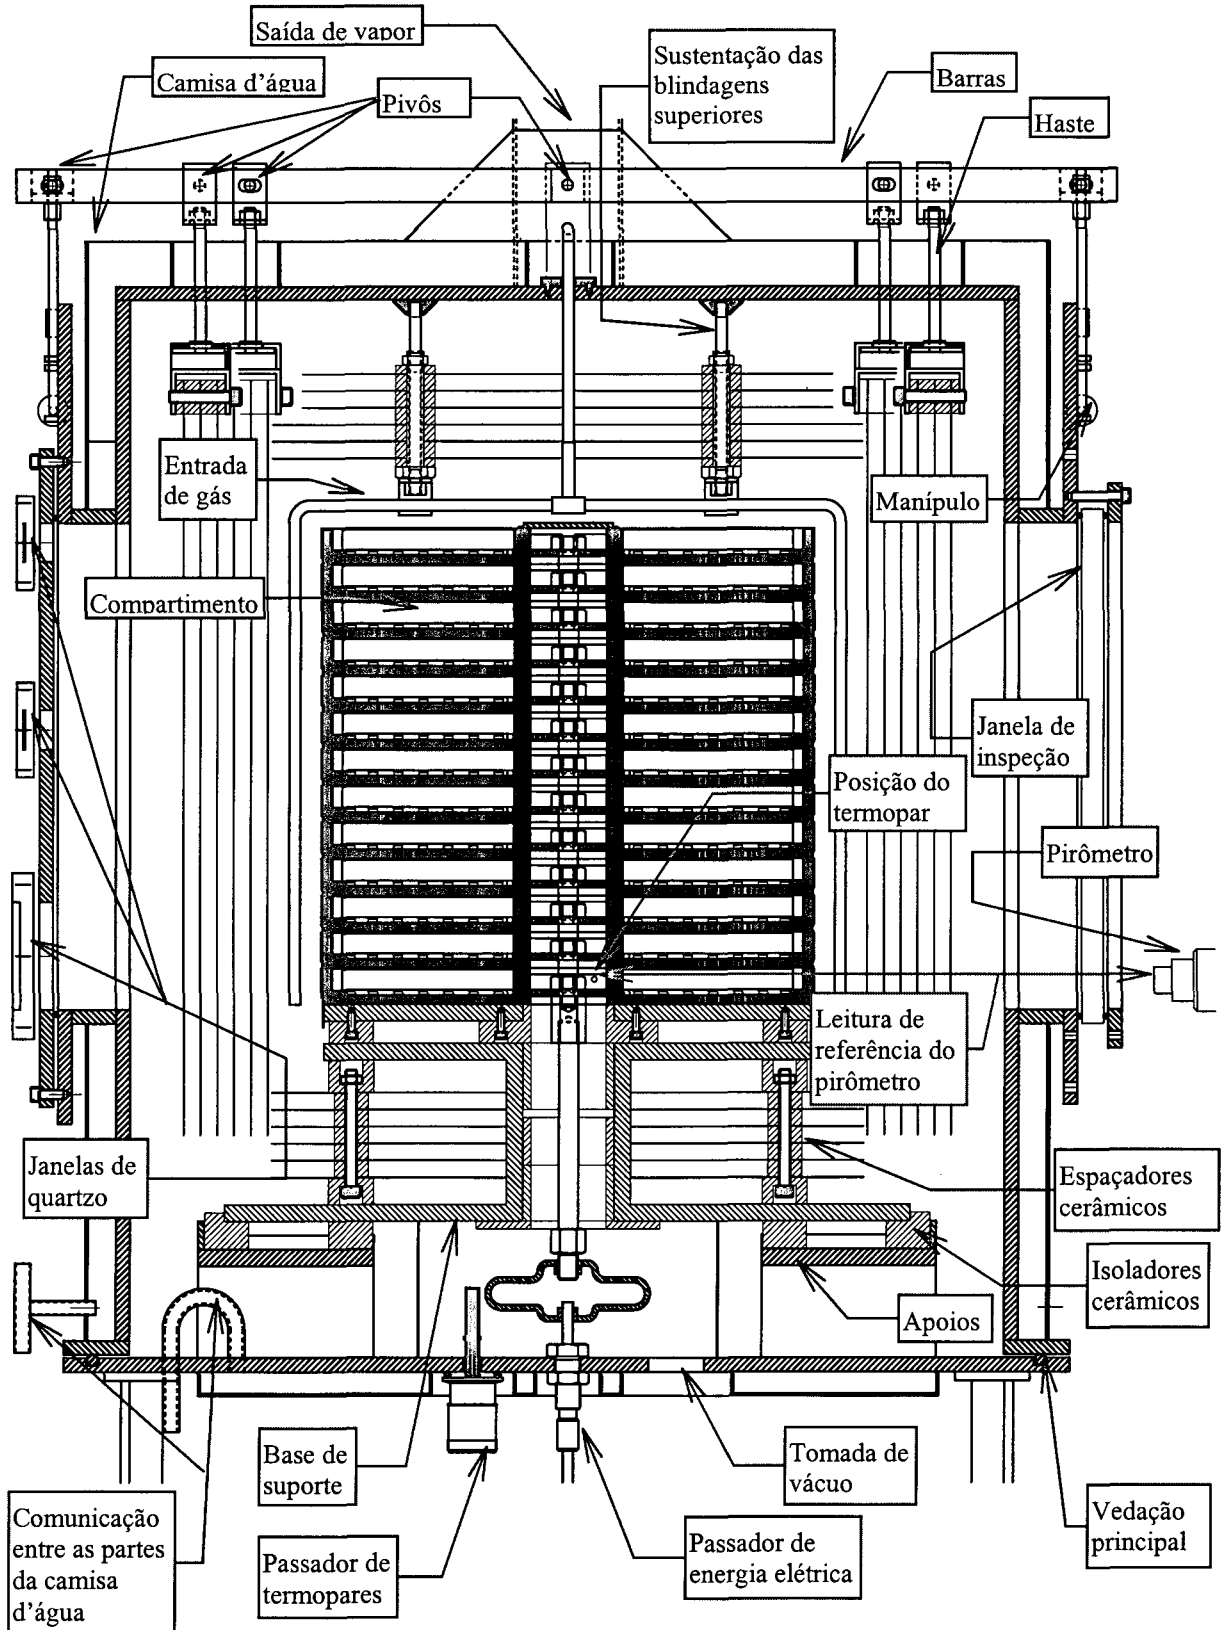 Saída de vapor
Camisa d'água
Pivôs
Sustentação das
blindagens
superiores
Barras
Haste
Entrada
de gás
Manípulo
Compartimento
Janela de
inspeção
Posição do
termopar
Pirômetro
Leitura de
referência do
pirômetro
Janelas de
quartzo
Espaçadores
cerâmicos
Isoladores
cerâmicos
Apoios
Base de
suporte
Tomada de
vácuo
Vedação
principal
Comunicação
entre as partes
da camisa
d'água
Passador de
termopares
Passador de
energia elétrica